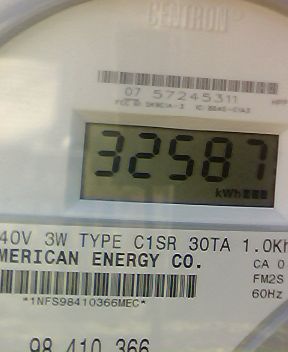 CENTRON®
07 57245311
32587
kWh
40V 3W TYPE C1SR 30TA 1.0Kh
MERICAN ENERGY CO.
CA 0
FM2S
60Hz
*1NFS98410366MEC*
98 410 366